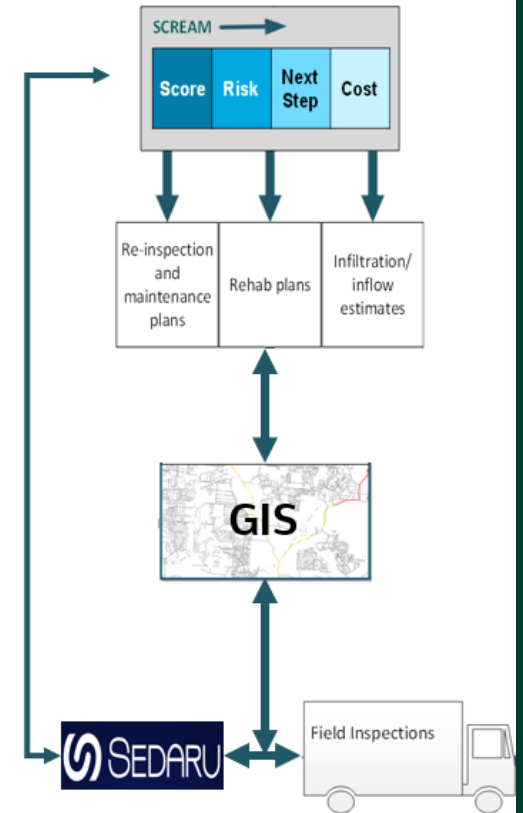 SCREAM
Score
Risk
Next
Step
Cost
Re-inspection
and
maintenance
plans
Rehab plans
Infiltration/
inflow
estimates
GIS
SEDARU
Field Inspections